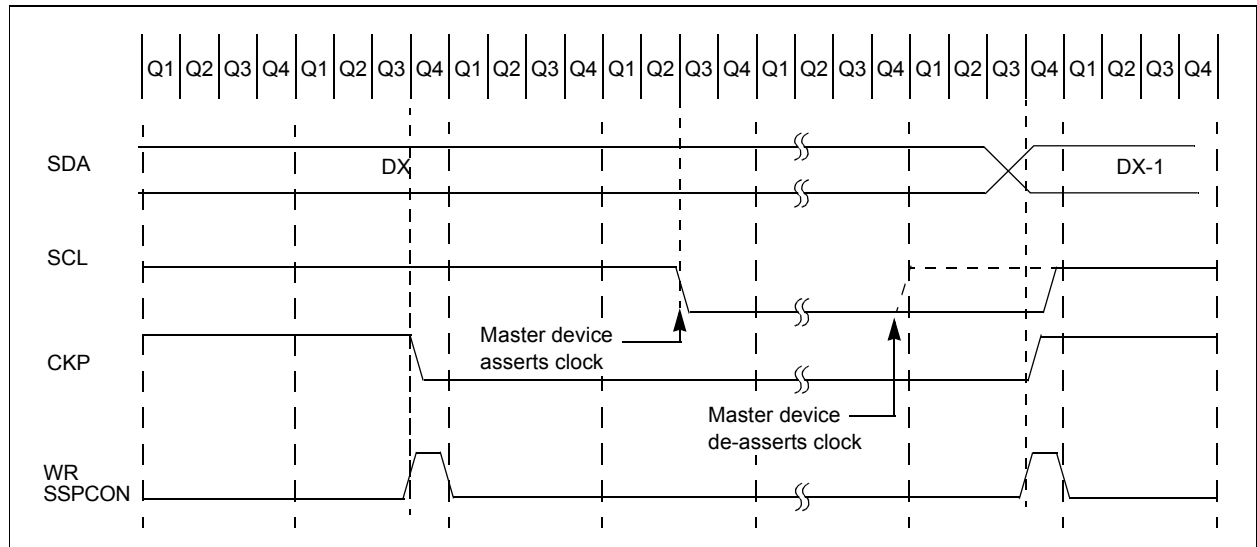 Q1 Q2 Q3 Q4 Q1 Q2 Q3 Q4 Q1 Q2 Q3 Q4 Q1 Q2 Q3 Q4 Q1 Q2 Q3 Q4 Q1 Q2 Q3 Q4 Q1 Q2 Q3 Q4
SDA
DX
DX-1
SCL
Master device
asserts clock
CKP
Master device
de-asserts clock
WR
SSPCON